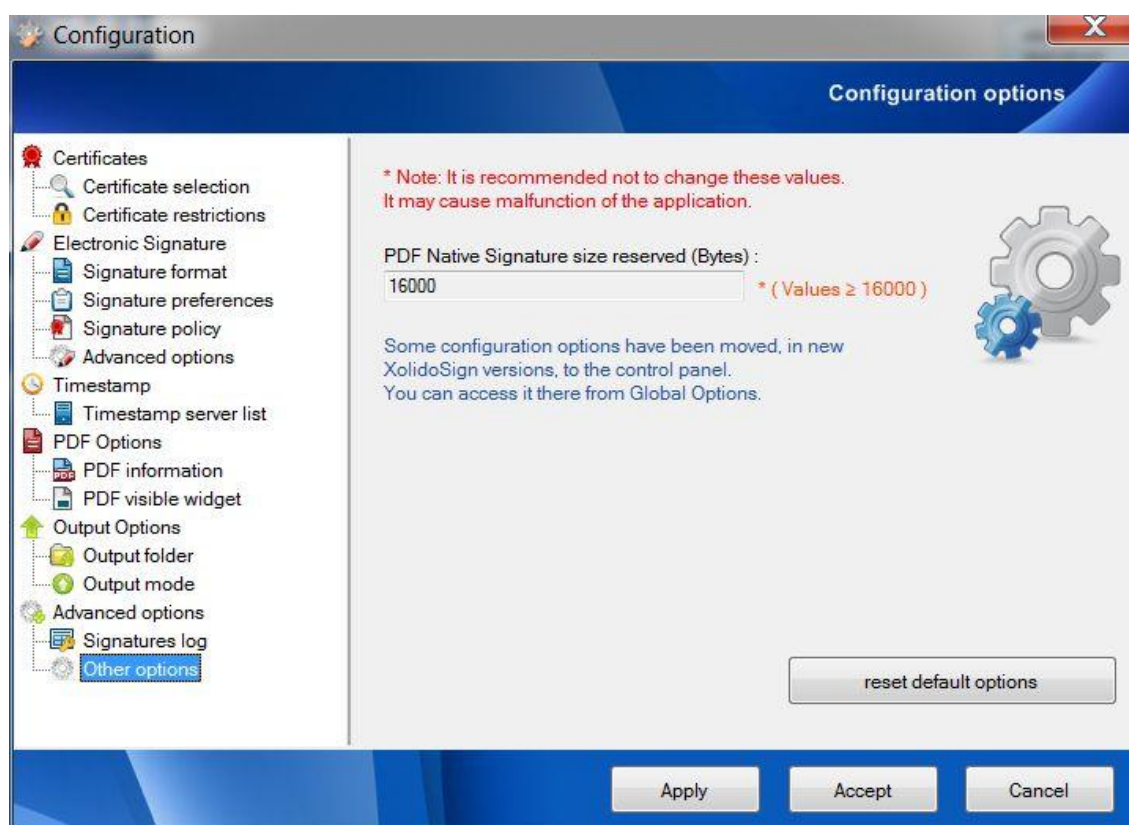 Configuration
X
Configuration options
Certificates
Certificate selection
Certificate restrictions
Electronic Signature
Signature format
Signature preferences
Signature policy
Advanced options
Timestamp
Timestamp server list
PDF Options
PDF information
PDF visible widget
Output Options
Output folder
Output mode
Advanced options
Signatures log
Other options
* Note: It is recommended not to change these values.
It may cause malfunction of the application.
PDF Native Signature size reserved (Bytes) :
16000
* ( Values ≥ 16000 )
Some configuration options have been moved, in new
XolidoSign versions, to the control panel.
You can access it there from Global Options.
reset default options
Apply
Accept
Cancel